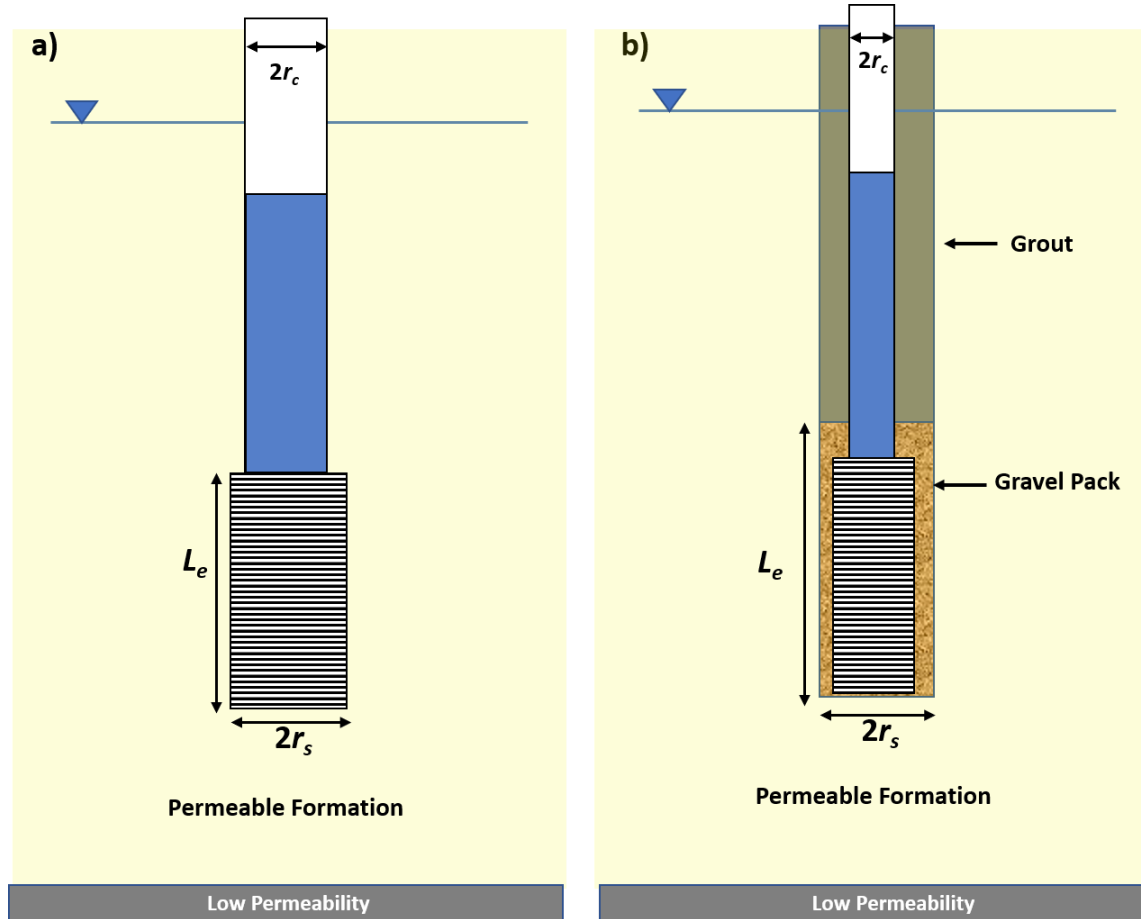 a)
2rc
Le
2rs
Permeable Formation
Low Permeability
b)
2rc
Grout
Gravel Pack
Le
2rs
Permeable Formation
Low Permeability